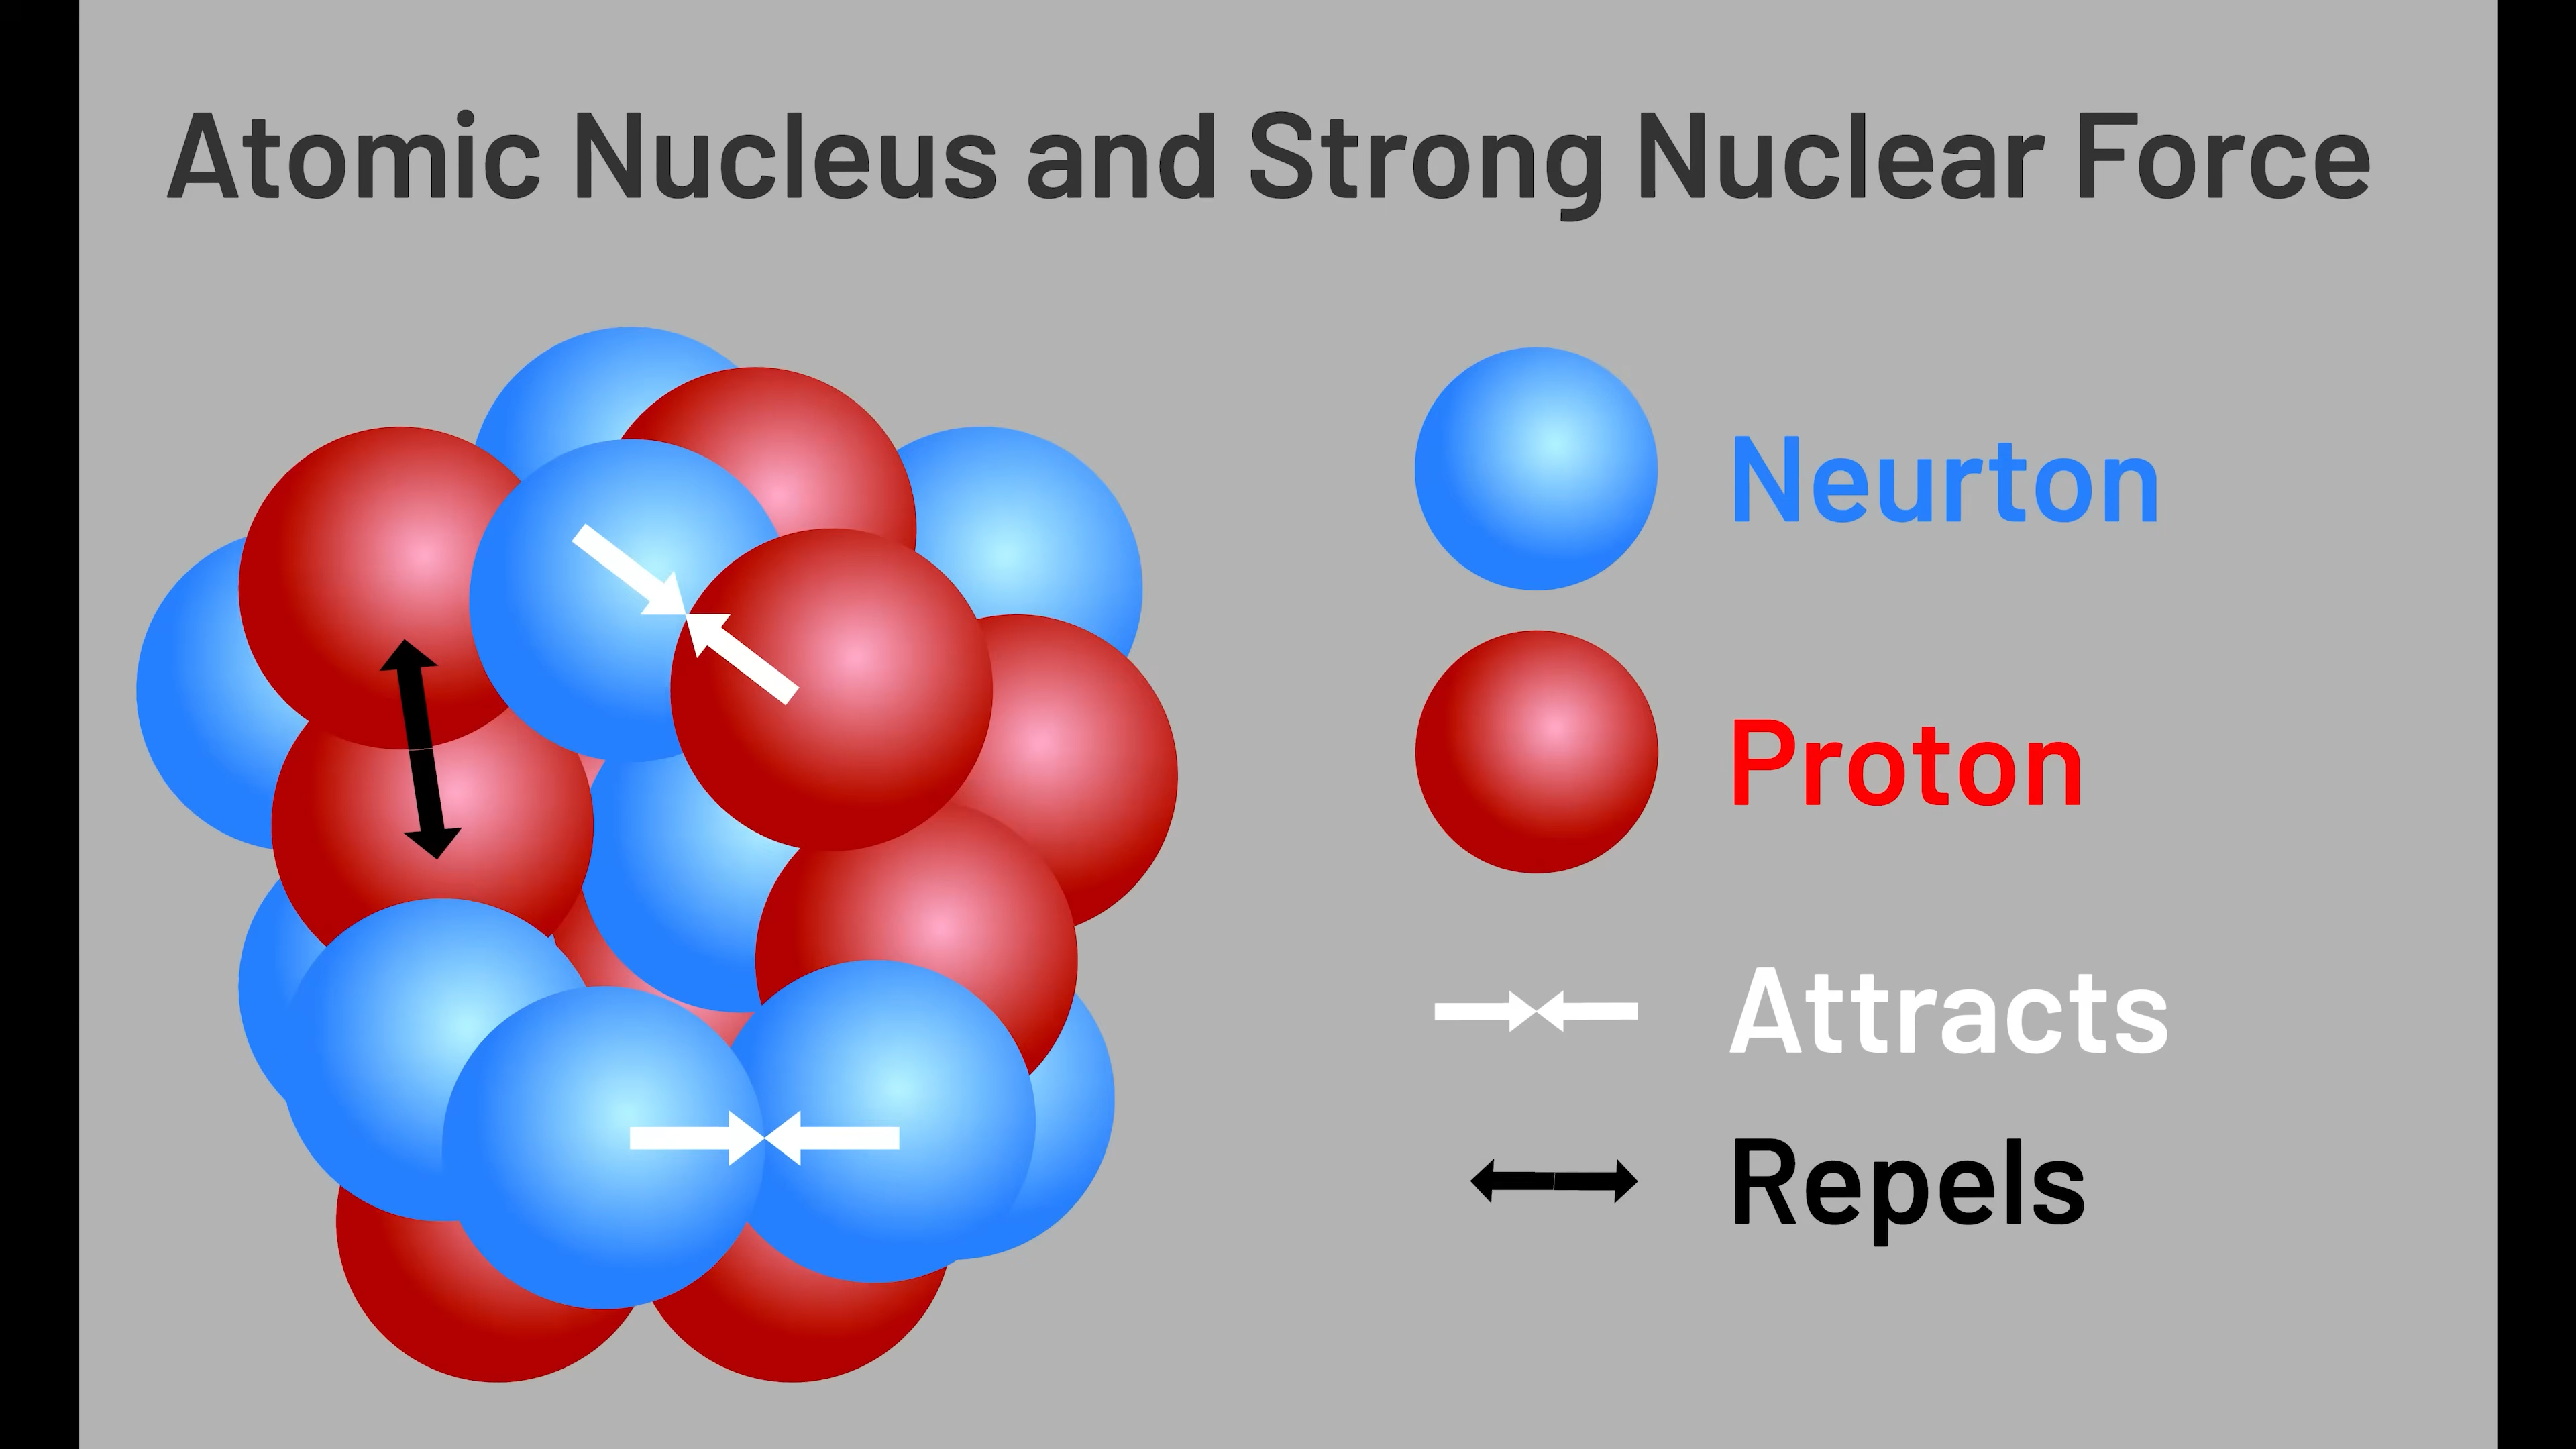 Atomic Nucleus and Strong Nuclear Force
Neurton
Proton
Attracts
Repels